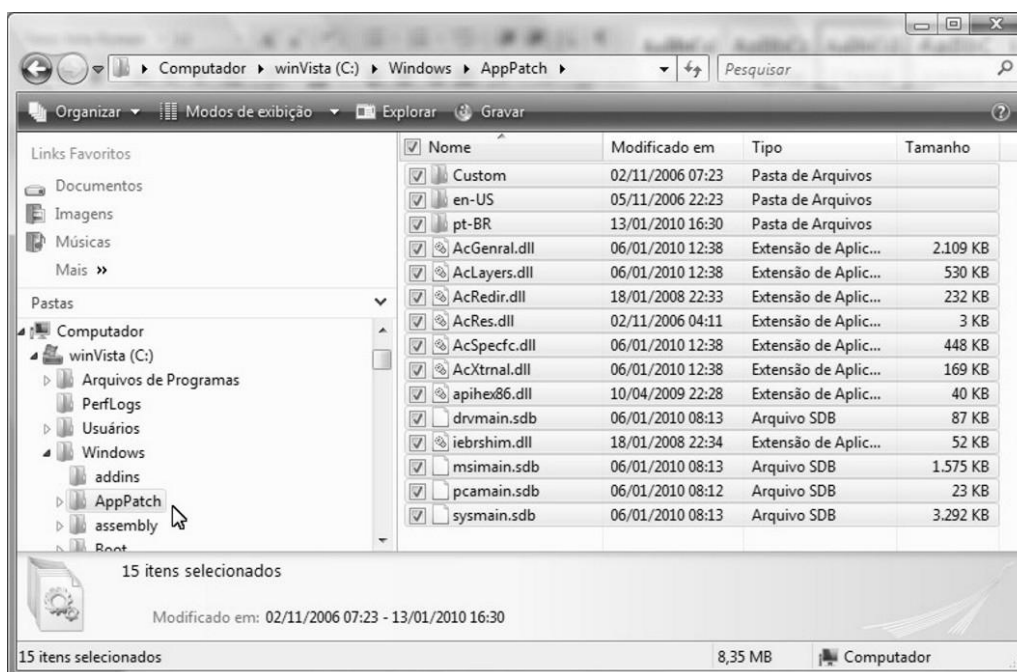 Computador winVista (C:) Windows AppPatch Pesquisar
Organizar Modos de exibição Explorar Gravar
Links Favoritos
Documentos
Imagens
Músicas
Mais »
Pastas
Computador
winVista (C:)
Arquivos de Programas
PerfLogs
Usuários
Windows
addins
AppPatch
assembly
Boot
Nome Modificado em Tipo Tamanho
Custom 02/11/2006 07:23 Pasta de Arquivos
en-US 05/11/2006 22:23 Pasta de Arquivos
pt-BR 13/01/2010 16:30 Pasta de Arquivos
AcGenral.dll 06/01/2010 12:38 Extensão de Aplic... 2.109 KB
AcLayers.dll 06/01/2010 12:38 Extensão de Aplic... 530 KB
AcRedir.dll 18/01/2008 22:33 Extensão de Aplic... 232 KB
AcRes.dll 02/11/2006 04:11 Extensão de Aplic... 3 KB
AcSpecfc.dll 06/01/2010 12:38 Extensão de Aplic... 448 KB
AcXtrnal.dll 06/01/2010 12:38 Extensão de Aplic... 169 KB
apihex86.dll 10/04/2009 22:28 Extensão de Aplic... 40 KB
drvmain.sdb 06/01/2010 08:13 Arquivo SDB 87 KB
iebrshim.dll 18/01/2008 22:34 Extensão de Aplic... 52 KB
msimain.sdb 06/01/2010 08:13 Arquivo SDB 1.575 KB
pcamain.sdb 06/01/2010 08:12 Arquivo SDB 23 KB
sysmain.sdb 06/01/2010 08:13 Arquivo SDB 3.292 KB
15 itens selecionados
Modificado em: 02/11/2006 07:23 - 13/01/2010 16:30
15 itens selecionados 8,35 MB Computador